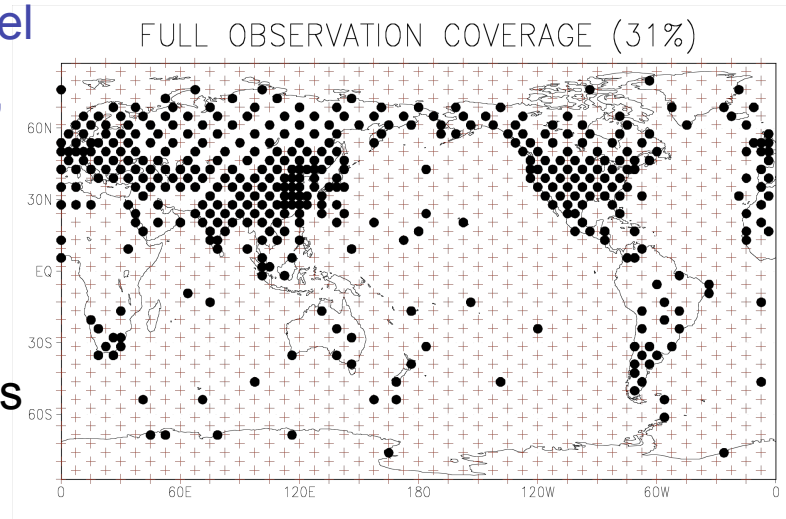 el
FULL OBSERVATION COVERAGE (31%)
60N
30N
EQ
30S
s
60S
0 60E 120E 180 120W 60W 0